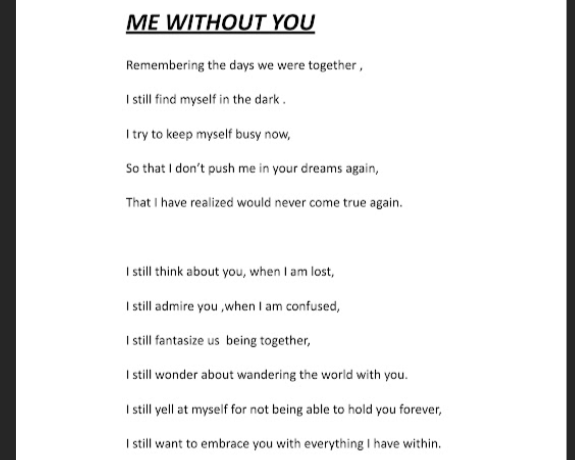 ME WITHOUT YOU
Remembering the days we were together ,
I still find myself in the dark .
I try to keep myself busy now,
So that I don't push me in your dreams again,
That I have realized would never come true again.
I still think about you, when I am lost,
I still admire you ,when I am confused,
I still fantasize us  being together,
I still wonder about wandering the world with you.
I still yell at myself for not being able to hold you forever,
I still want to embrace you with everything I have within.